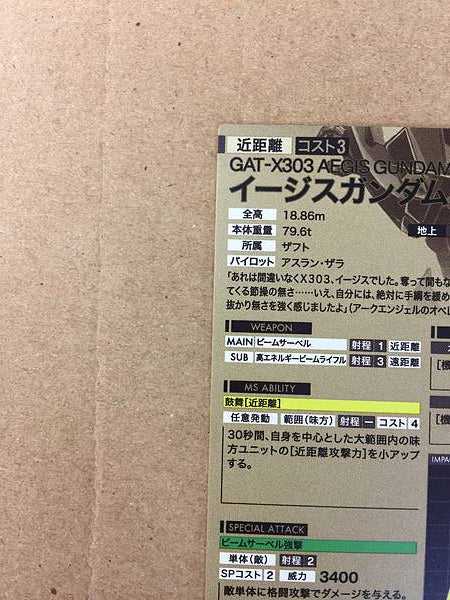 近距離 コスト3
GAT-X303 AEGIS GUNDAM
イージスガンダム
全高 18.86m
本体重量 79.6t 地上
所属 ザフト
パイロット アスラン・ザラ
「あれは間違いなくX303、イージスでした。奪って間もな
てくる節操の無さ……いえ、自分には、絶対に手綱を緩め
抜かり無さを強く感じましたよ」(アークエンジェルのオペレ
WEAPON
MAIN ビームサーベル 射程 1 近距離
SUB 高エネルギービームライフル 射程 3 遠距離
[機
MS ABILITY
鼓舞[近距離]
任意発動 範囲(味方) 射程 ー コスト 4
[機
30秒間、自身を中心とした大範囲内の味
方ユニットの[近距離攻撃力]を小アップ
する。
IMPA
SPECIAL ATTACK
ビームサーベル強撃
単体(敵) 射程 2
SPコスト 2 威力 3400
敵単体に格闘攻撃でダメージを与える。